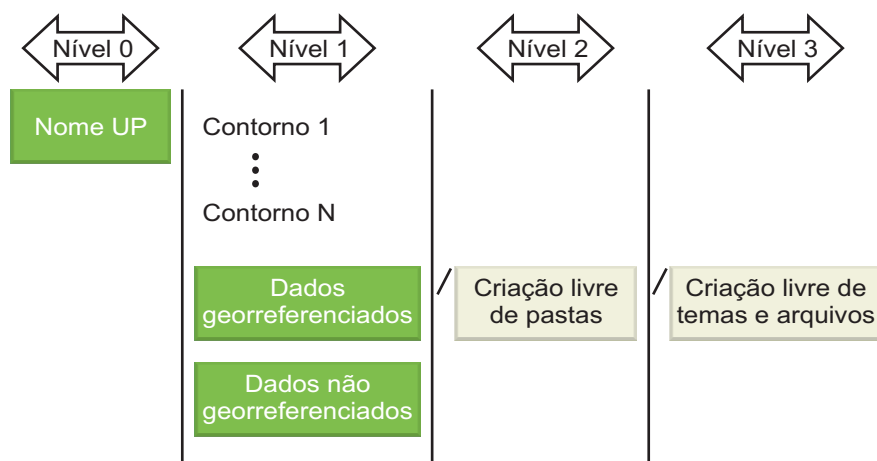 Nível 0
Nível 1
Nível 2
Nível 3
Nome UP
Contorno 1
Contorno N
Dados
georreferenciados
/
Criação livre
de pastas
/
Criação livre de
temas e arquivos
Dados não
georreferenciados